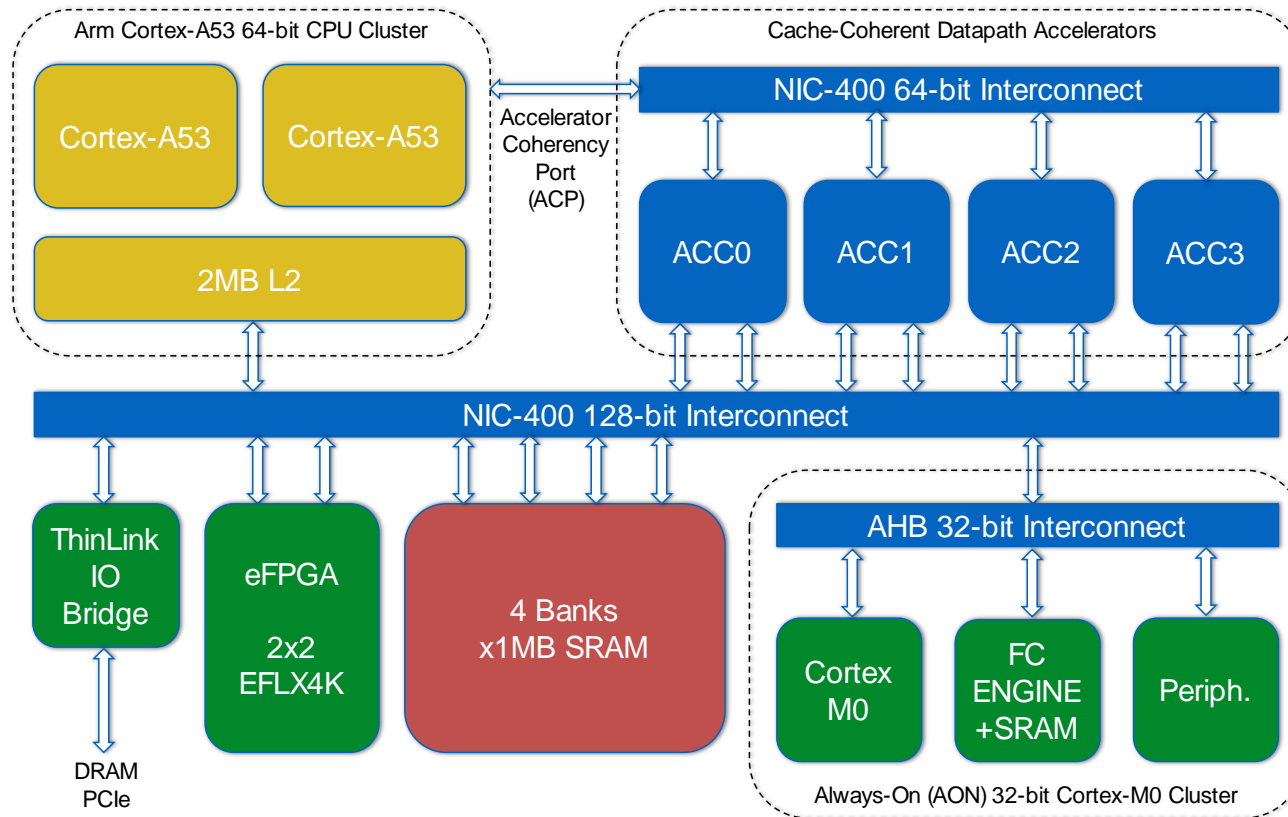 Arm Cortex-A53 64-bit CPU Cluster
Cortex-A53
Cortex-A53
2MB L2
Accelerator
Coherency
Port
(ACP)
Cache-Coherent Datapath Accelerators
NIC-400 64-bit Interconnect
ACC0
ACC1
ACC2
ACC3
NIC-400 128-bit Interconnect
ThinLink
IO
Bridge
DRAM
PCIe
eFPGA
2x2
EFLX4K
4 Banks
x1MB SRAM
AHB 32-bit Interconnect
Cortex
M0
FC
ENGINE
+SRAM
Periph.
Always-On (AON) 32-bit Cortex-M0 Cluster